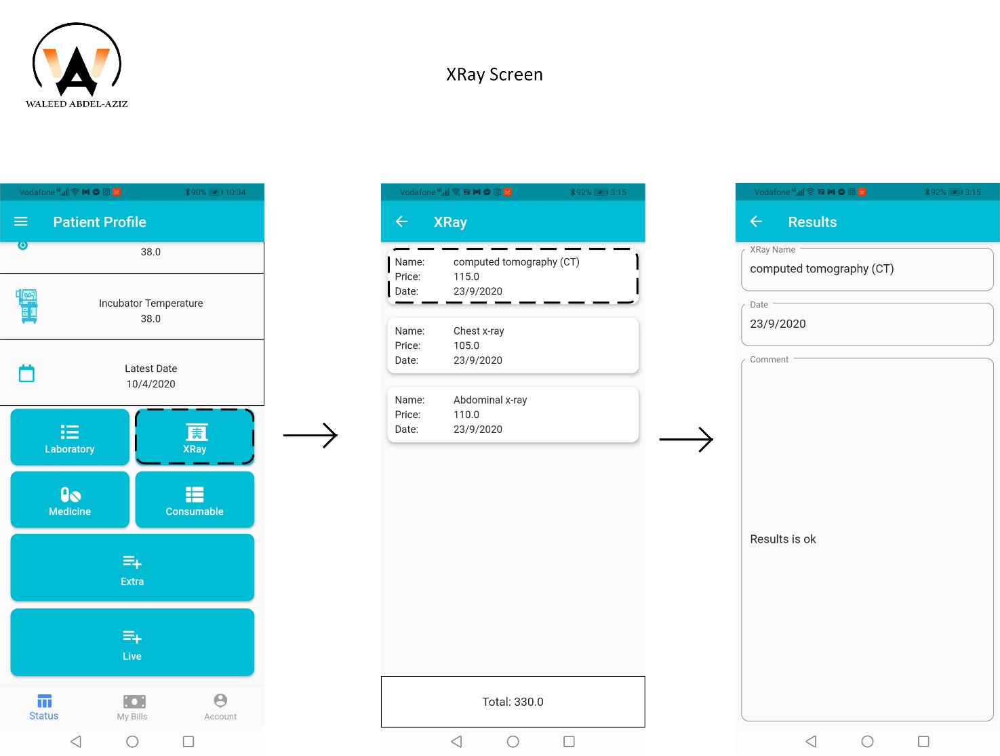 WALEED ABDEL-AZIZ
XRay Screen
Vodafone 90% 10:34
Patient Profile
38.0
Incubator Temperature
38.0
Latest Date
10/4/2020
Laboratory
XRay
Medicine
Consumable
Extra
Live
Status
My Bills
Account
Vodafone 92% 3:15
XRay
Name: computed tomography (CT)
Price: 115.0
Date: 23/9/2020
Name: Chest x-ray
Price: 105.0
Date: 23/9/2020
Name: Abdominal x-ray
Price: 110.0
Date: 23/9/2020
Total: 330.0
Vodafone 92% 3:15
Results
XRay Name
computed tomography (CT)
Date
23/9/2020
Comment
Results is ok